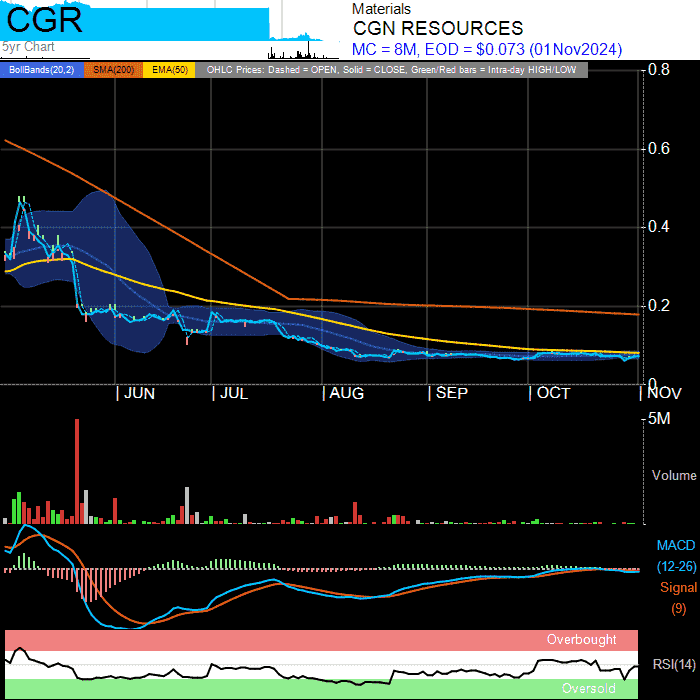 CGR
5yr Chart
Materials
CGN RESOURCES
MC = 8M, EOD = $0.073 (01Nov2024)
BollBands(20,2) SMA(200) EMA(50) OHLC Prices: Dashed = OPEN, Solid = CLOSE, Green/Red bars = Intra-day HIGH/LOW
0.8
0.6
0.4
0.2
0
JUN JUL AUG SEP OCT NOV
5M
Volume
MACD
(12-26)
Signal
(9)
Overbought
RSI(14)
Oversold